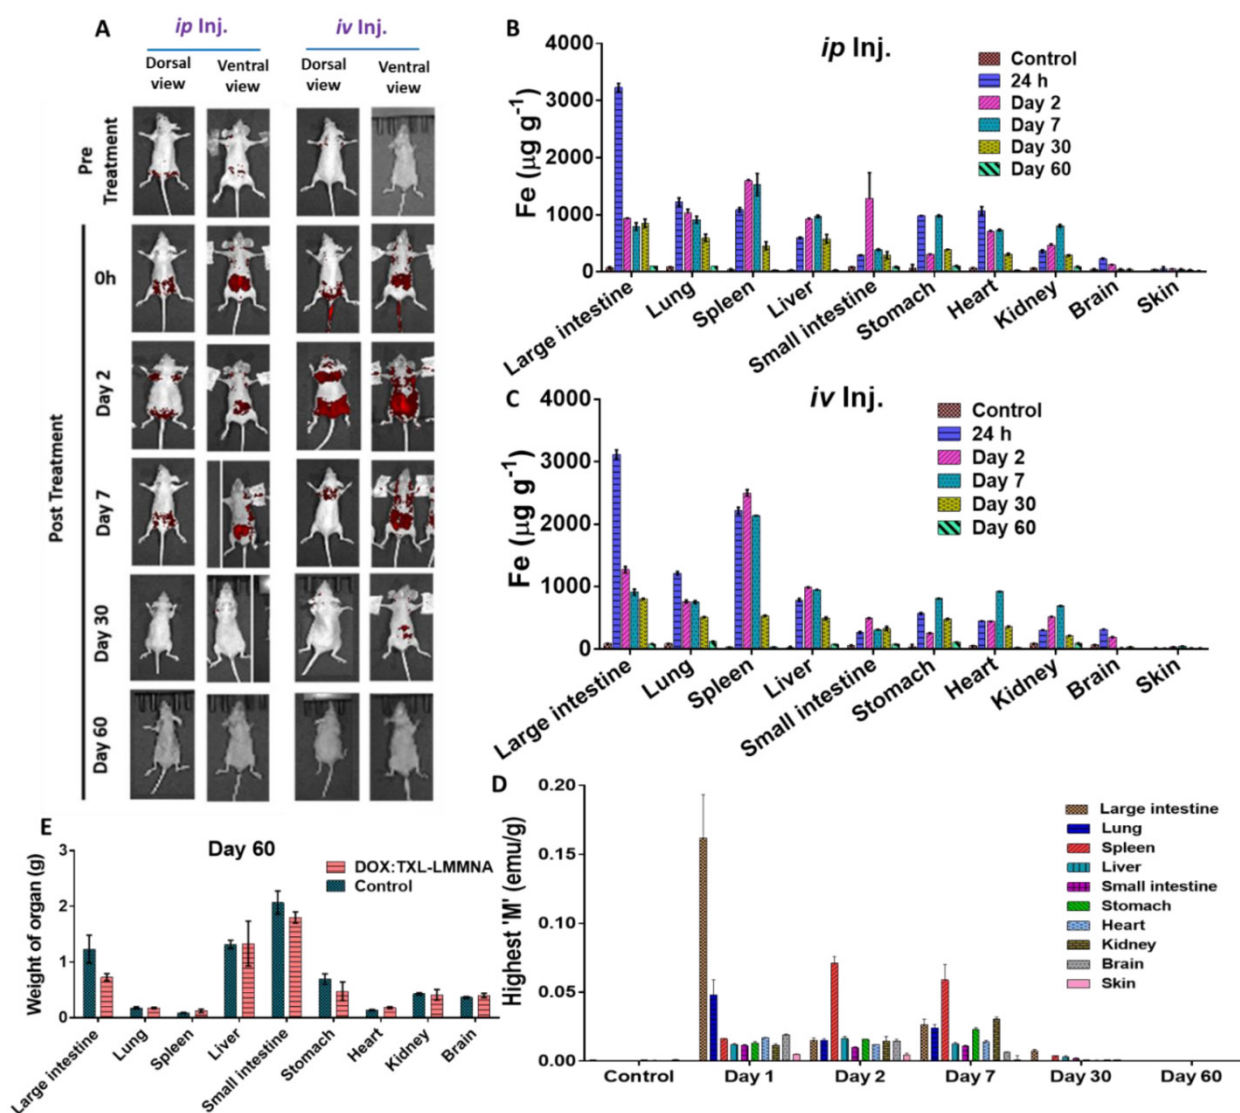 A
ip Inj.
iv Inj.
Dorsal view
Ventral view
Dorsal view
Ventral view
Pre Treatment
Post Treatment
0h
Day 2
Day 7
Day 30
Day 60
B
ip Inj.
Fe (µg g⁻¹)
4000
3000
2000
1000
0
Control
24 h
Day 2
Day 7
Day 30
Day 60
Large intestine
Lung
Spleen
Liver
Small intestine
Stomach
Heart
Kidney
Brain
Skin
C
iv Inj.
Fe (µg g⁻¹)
4000
3000
2000
1000
0
Control
24 h
Day 2
Day 7
Day 30
Day 60
Large intestine
Lung
Spleen
Liver
Small intestine
Stomach
Heart
Kidney
Brain
Skin
D
Highest 'M' (emu/g)
0.20
0.15
0.10
0.05
0.00
Large intestine
Lung
Spleen
Liver
Small intestine
Stomach
Heart
Kidney
Brain
Skin
Control
Day 1
Day 2
Day 7
Day 30
Day 60
E
Day 60
Weight of organ (g)
3
2
1
0
DOX:TXL-LMMNA
Control
Large intestine
Lung
Spleen
Liver
Small intestine
Stomach
Heart
Kidney
Brain